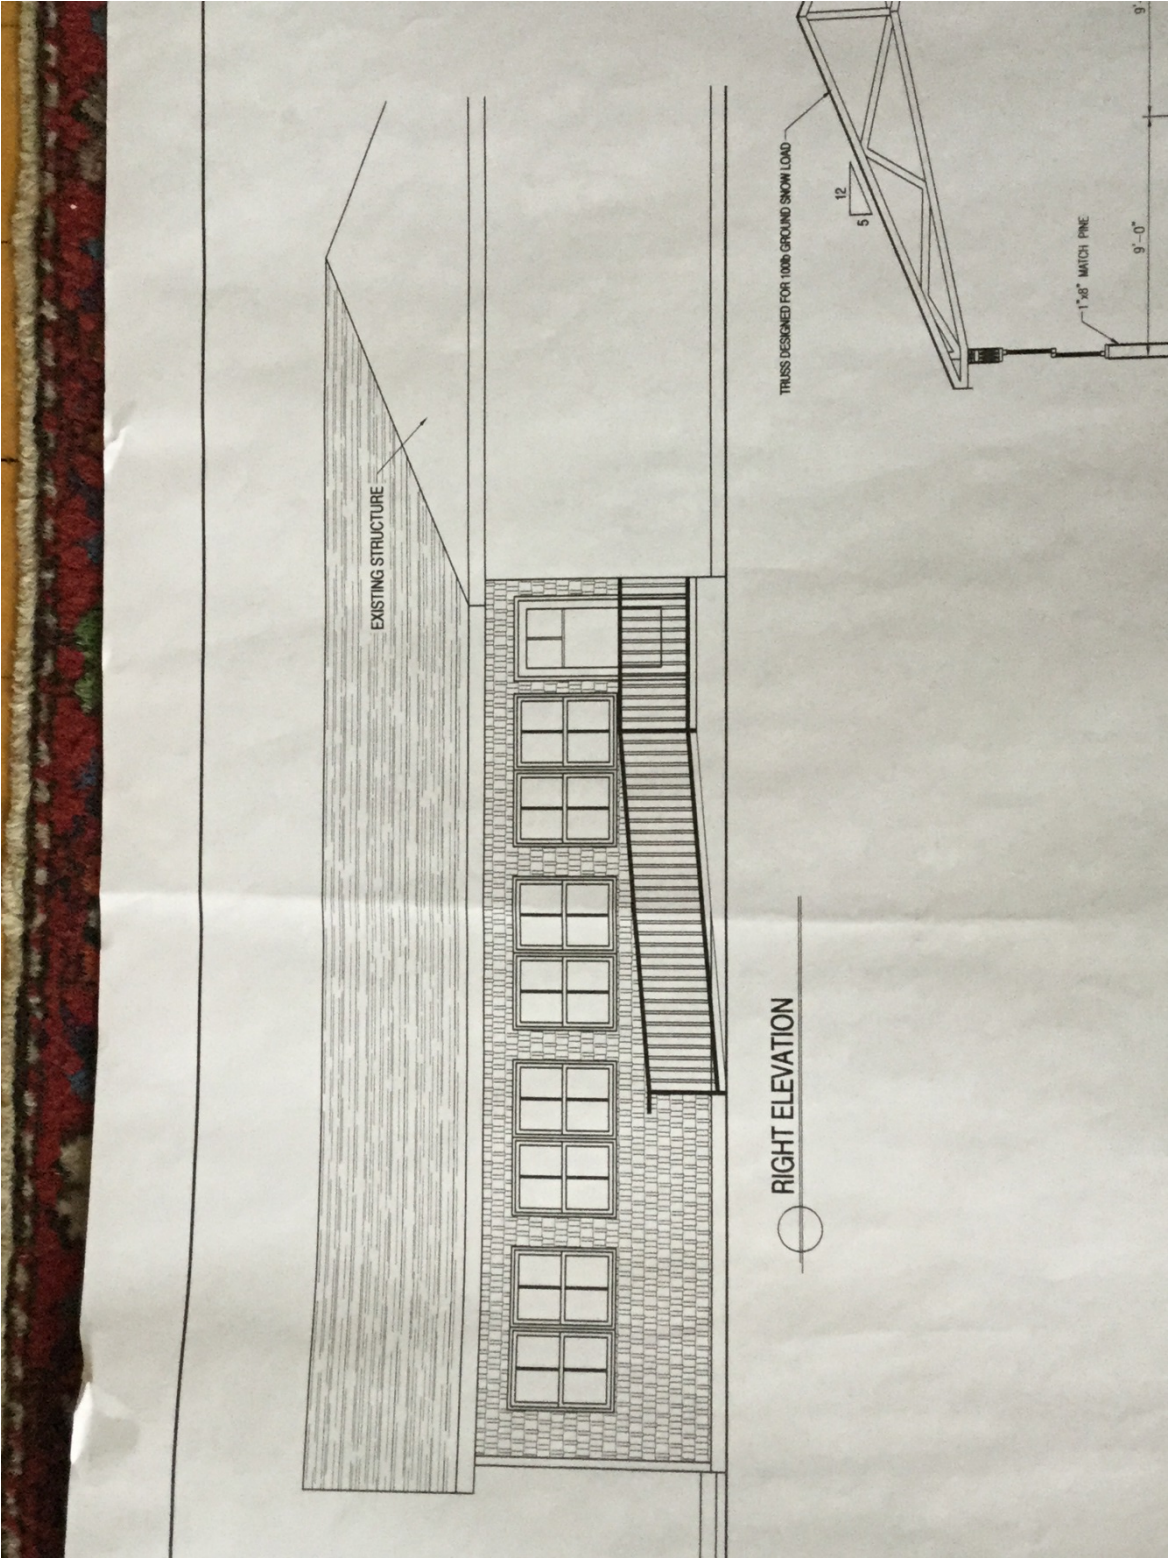 EXISTING STRUCTURE
RIGHT ELEVATION
TRUSS DESIGNED FOR 100lb GROUND SNOW LOAD
12
5
1"x8" MATCH PINE
9'-0"